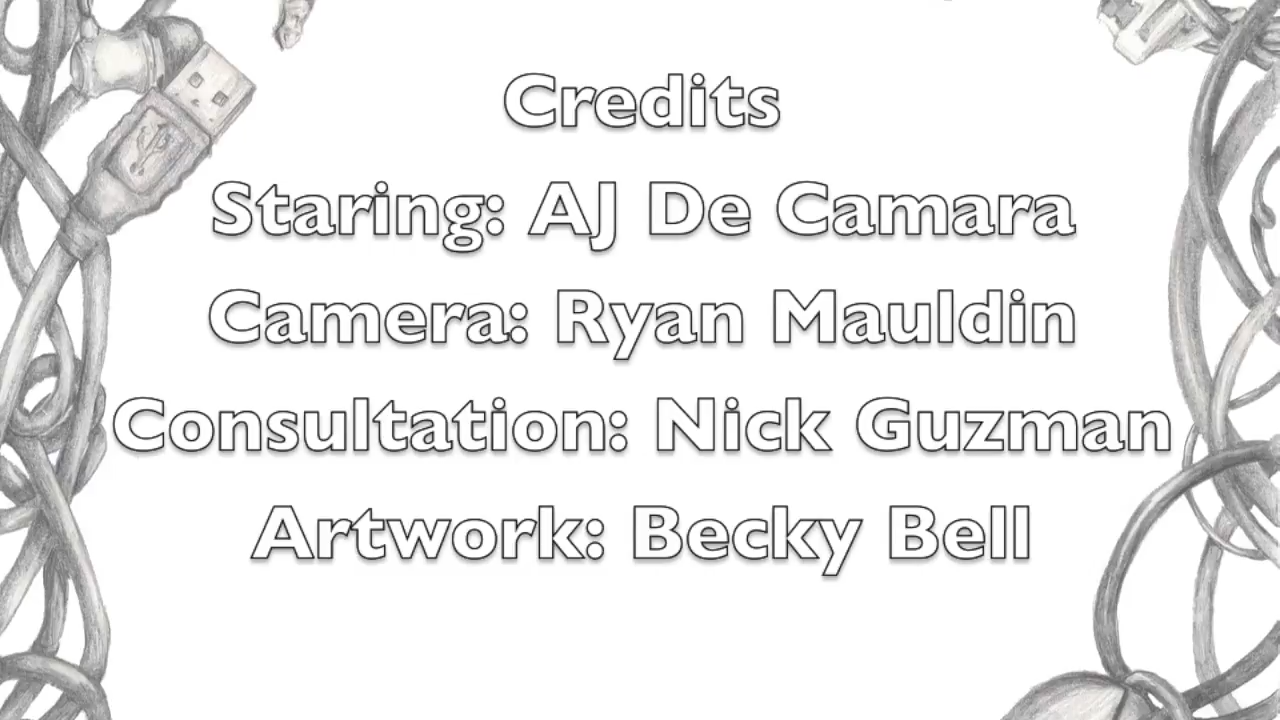 Credits
Staring: AJ De Camara
Camera: Ryan Mauldin
Consultation: Nick Guzman
Artwork: Becky Bell